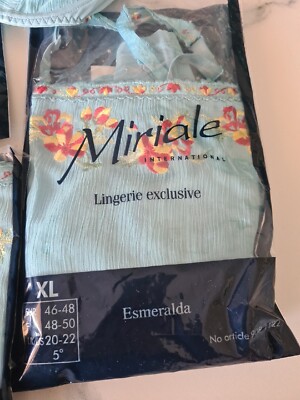 Miriale
INTERNATIONAL
Lingerie exclusive
XL
46-48
48-50
20-22
5°
Esmeralda
No article